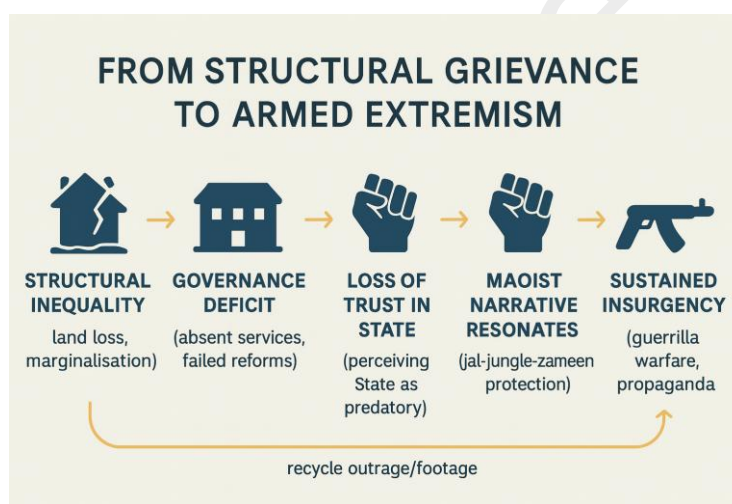 FROM STRUCTURAL GRIEVANCE
TO ARMED EXTREMISM
STRUCTURAL
INEQUALITY
land loss,
marginalisation)
GOVERNANCE
DEFICIT
(absent services,
failed reforms)
LOSS OF
TRUST IN
STATE
(perceiving
State as
predatory)
MAOIST
NARRATIVE
RESONATES
(jal-jungle-zameen
protection)
SUSTAINED
INSURGENCY
(guerrilla
warfare,
propaganda
recycle outrage/footage